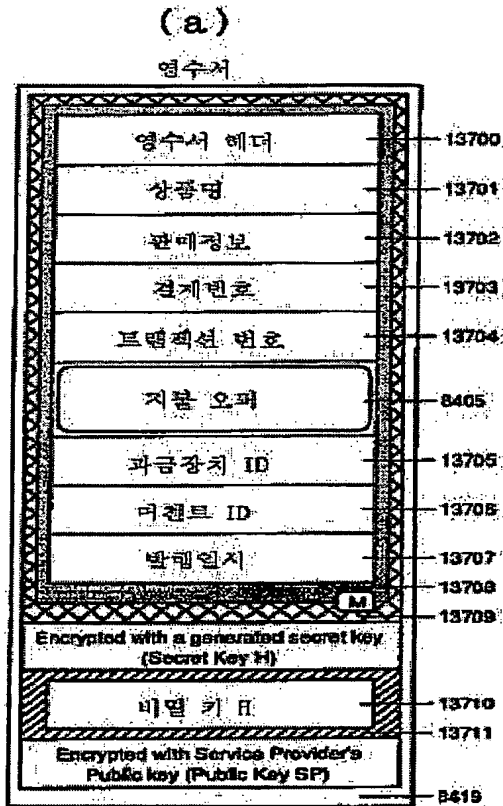 (a)
영수서
영수서 헤더 13700
상품명 13701
판매정보 13702
결제번호 13703
트랜잭션 번호 13704
지불 오퍼 8405
과금장치 ID 13705
머천트 ID 13706
발행일시 13707
13708
M
13709
Encrypted with a generated secret key
(Secret Key H)
비밀 키 H 13710
13711
Encrypted with Service Provider's
Public key (Public Key SP)
8419